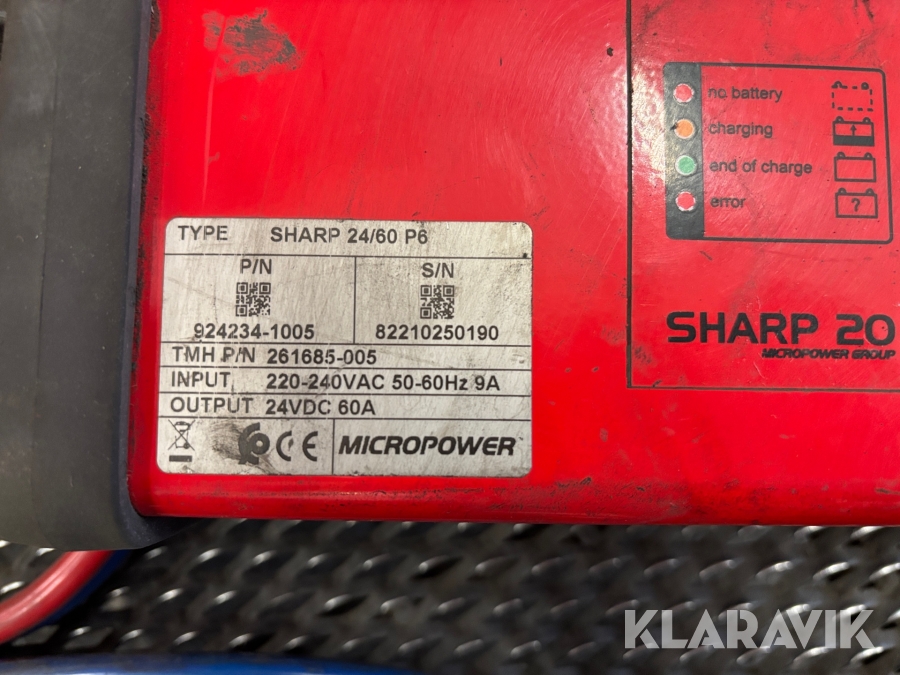 no battery
charging
end of charge
error
?
TYPE SHARP 24/60 P6
P/N S/N
924234-1005 82210250190
TMH P/N 261685-005
INPUT 220-240VAC 50-60Hz 9A
OUTPUT 24VDC 60A
CE MICROPOWER
SHARP 20
MICROPOWER GROUP
KLARAVIK